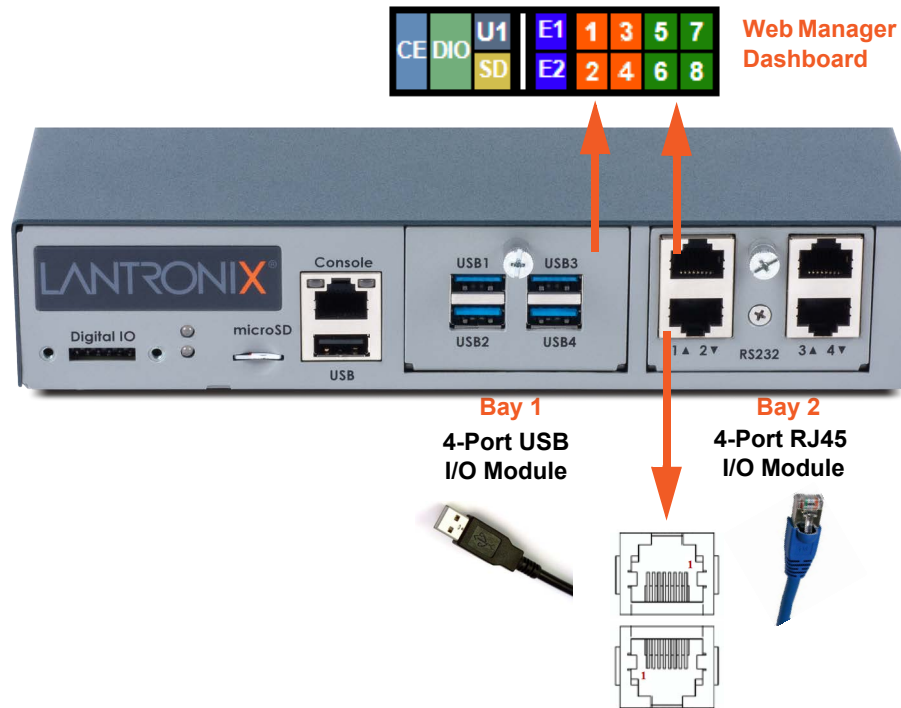 CE DIO U1 E1 1 3 5 7
SD E2 2 4 6 8
Web Manager
Dashboard
LANTRONIX®
Digital IO
microSD
Console
USB
USB1 USB3
USB2 USB4
1▲ 2▼ RS232 3▲ 4▼
Bay 1
4-Port USB
I/O Module
Bay 2
4-Port RJ45
I/O Module
1
1